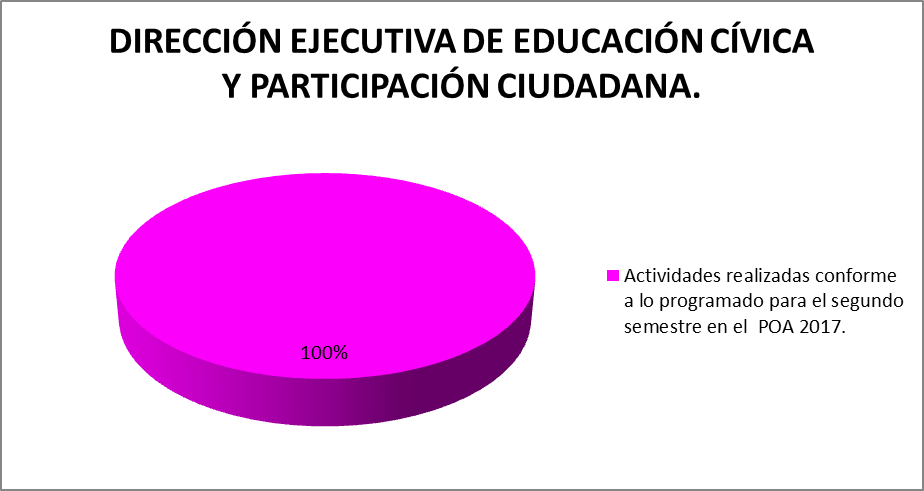 DIRECCIÓN EJECUTIVA DE EDUCACIÓN CÍVICA
Y PARTICIPACIÓN CIUDADANA.
100%
Actividades realizadas conforme
a lo programado para el segundo
semestre en el  POA 2017.